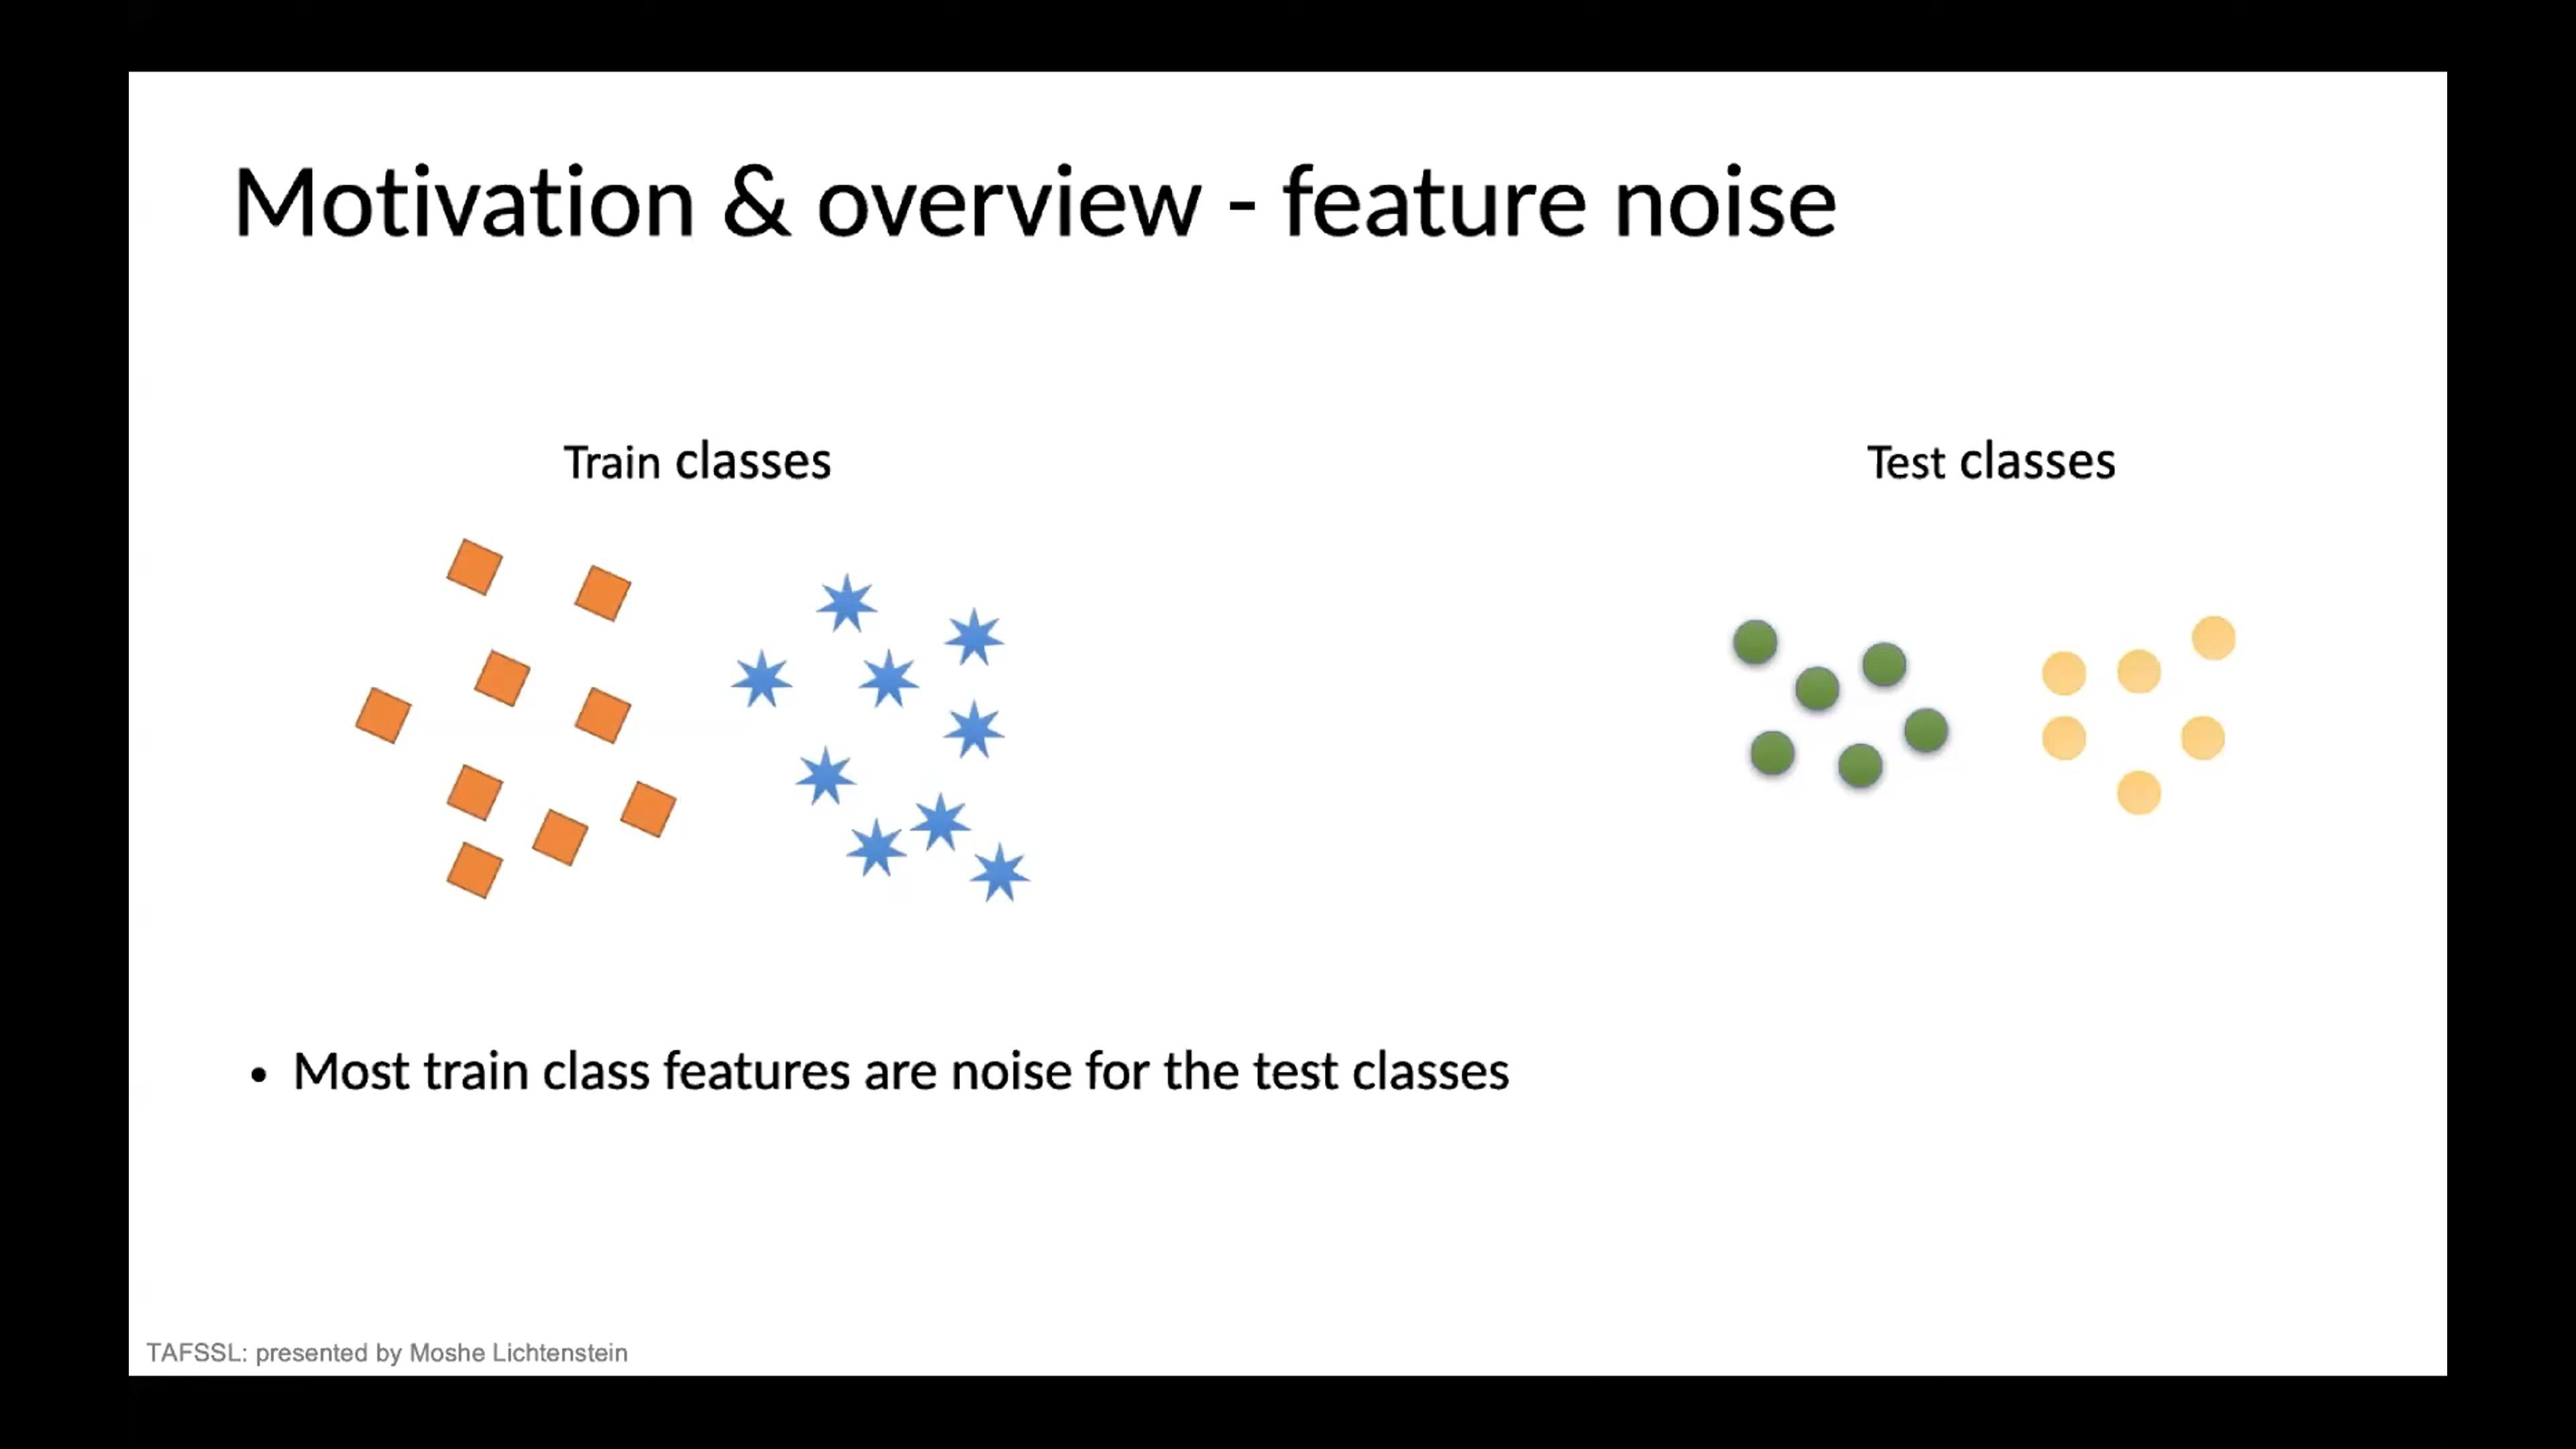 Motivation & overview - feature noise
Train classes
Test classes
• Most train class features are noise for the test classes
TAFSSL: presented by Moshe Lichtenstein